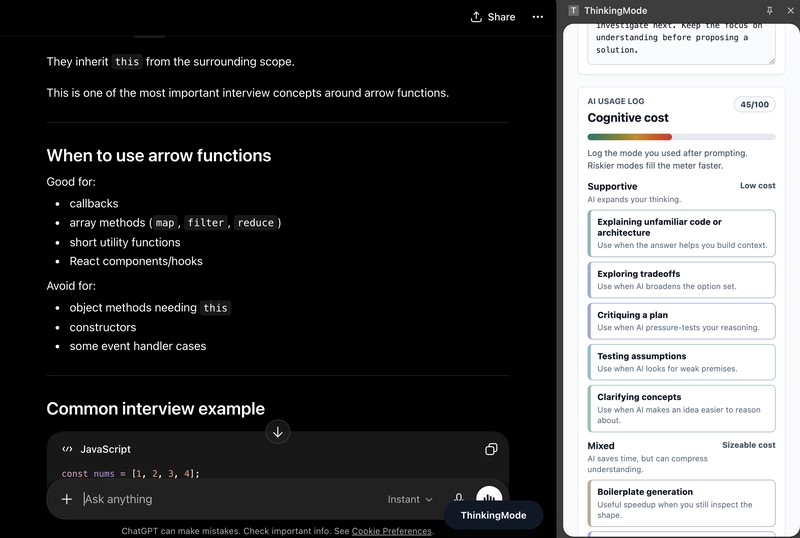 Share
They inherit this from the surrounding scope.
This is one of the most important interview concepts around arrow functions.
When to use arrow functions
Good for:
callbacks
array methods (map, filter, reduce)
short utility functions
React components/hooks
Avoid for:
object methods needing this
constructors
some event handler cases
Common interview example
JavaScript
const nums = [1, 2, 3, 4];
Ask anything
Instant
ThinkingMode
ChatGPT can make mistakes. Check important info. See Cookie Preferences.
T ThinkingMode
investigate next. Keep the focus on
understanding before proposing a
solution.
AI USAGE LOG
45/100
Cognitive cost
Log the mode you used after prompting.
Riskier modes fill the meter faster.
Supportive
Low cost
AI expands your thinking.
Explaining unfamiliar code or
architecture
Use when the answer helps you build context.
Exploring tradeoffs
Use when AI broadens the option set.
Critiquing a plan
Use when AI pressure-tests your reasoning.
Testing assumptions
Use when AI looks for weak premises.
Clarifying concepts
Use when AI makes an idea easier to reason
about.
Mixed
Sizeable cost
AI saves time, but can compress
understanding.
Boilerplate generation
Useful speedup when you still inspect the
shape.